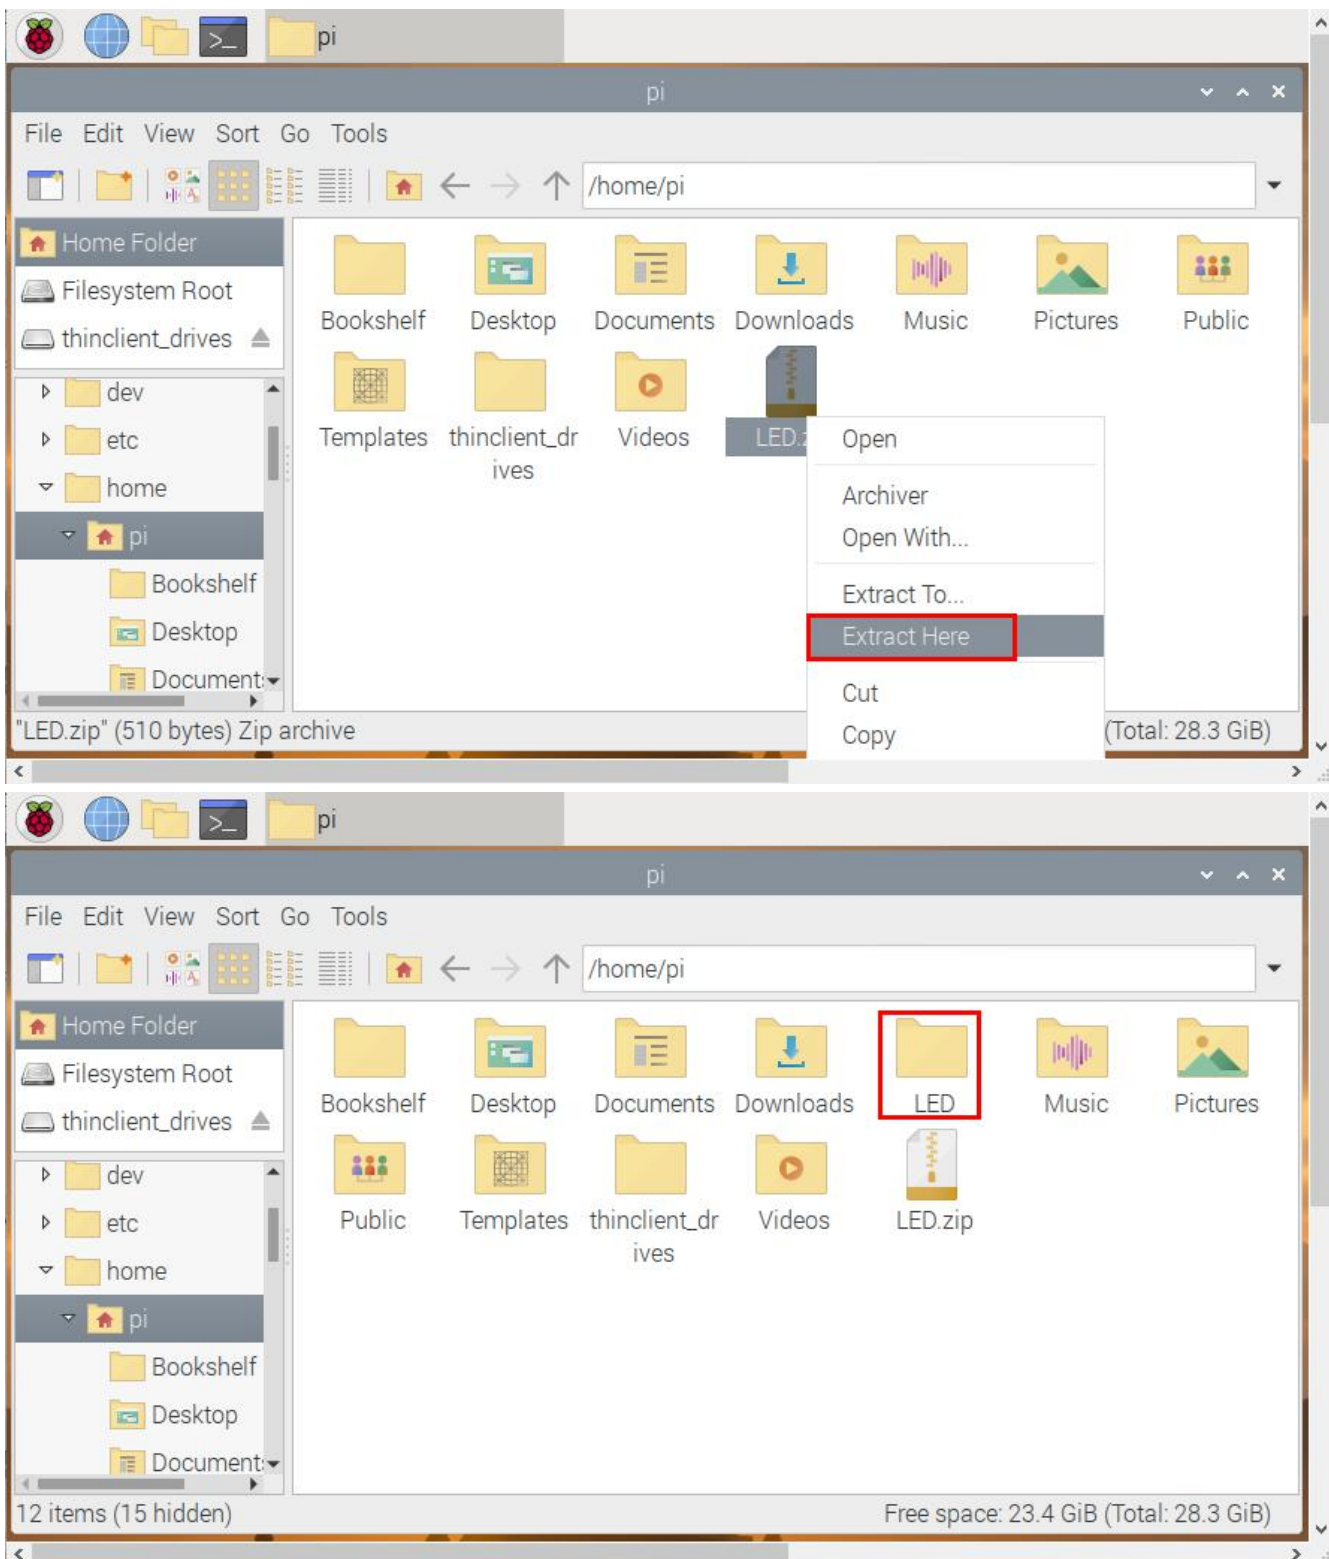 pi
pi
File Edit View Sort Go Tools
/home/pi
Home Folder
Filesystem Root
thinclient_drives
Bookshelf Desktop Documents Downloads Music Pictures Public
dev
etc
home
pi
Bookshelf
Desktop
Templates thinclient_dr Videos
ives
Open
Archiver
Open With...
Extract To...
Extract Here
Cut
Copy
"LED.zip" (510 bytes) Zip archive
(Total: 28.3 GiB)
pi
pi
File Edit View Sort Go Tools
/home/pi
Home Folder
Filesystem Root
thinclient_drives
Bookshelf Desktop Documents Downloads LED Music Pictures
dev
etc
home
pi
Bookshelf
Desktop
Public Templates thinclient_dr Videos LED.zip
ives
12 items (15 hidden)
Free space: 23.4 GiB (Total: 28.3 GiB)